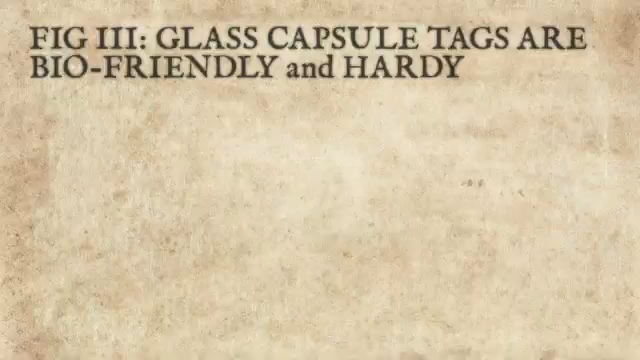 FIG III: GLASS CAPSULE TAGS ARE
BIO-FRIENDLY and HARDY